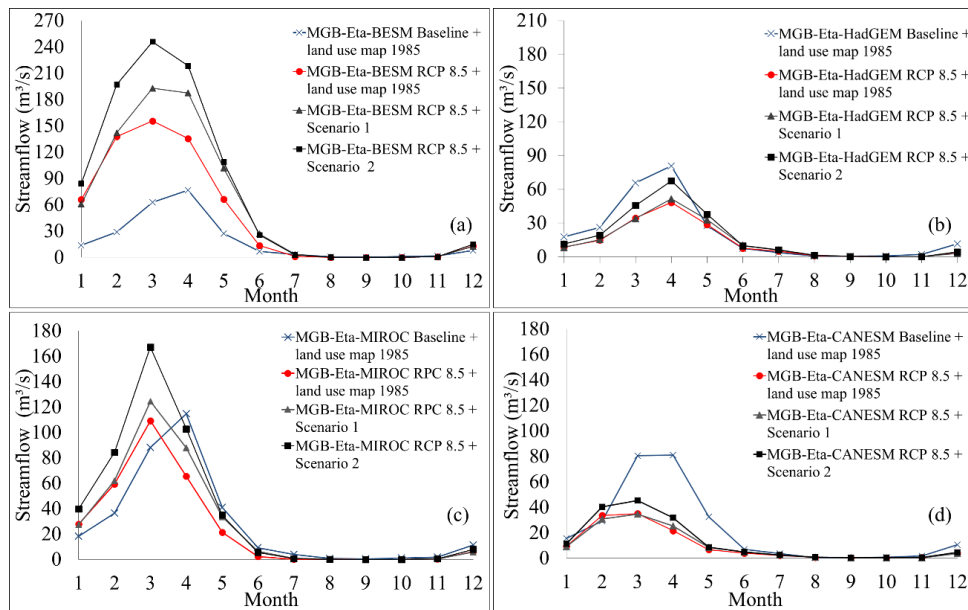 270
240
210
180
150
120
90
60
30
0
Streamflow (m³/s)
MGB-Eta-BESM Baseline +
land use map 1985
MGB-Eta-BESM RCP 8.5 +
land use map 1985
MGB-Eta-BESM RCP 8.5 +
Scenario 1
MGB-Eta-BESM RCP 8.5 +
Scenario 2
(a)
1 2 3 4 5 6 7 8 9 10 11 12
Month
210
180
150
120
90
60
30
0
Streamflow (m³/s)
MGB-Eta-HadGEM Baseline +
land use map 1985
MGB-Eta-HadGEM RCP 8.5 +
land use map 1985
MGB-Eta-HadGEM RCP 8.5 +
Scenario 1
MGB-Eta-HadGEM RCP 8.5 +
Scenario 2
(b)
1 2 3 4 5 6 7 8 9 10 11 12
Month
180
160
140
120
100
80
60
40
20
0
Streamflow (m³/s)
MGB-Eta-MIROC Baseline +
land use map 1985
MGB-Eta-MIROC RPC 8.5 +
land use map 1985
MGB-Eta-MIROC RPC 8.5 +
Scenario 1
MGB-Eta-MIROC RCP 8.5 +
Scenario 2
(c)
1 2 3 4 5 6 7 8 9 10 11 12
Month
180
160
140
120
100
80
60
40
20
0
Streamflow (m³/s)
MGB-Eta-CANESM Baseline +
land use map 1985
MGB-Eta-CANESM RCP 8.5 +
land use map 1985
MGB-Eta-CANESM RCP 8.5 +
Scenario 1
MGB-Eta-CANESM RCP 8.5 +
Scenario 2
(d)
1 2 3 4 5 6 7 8 9 10 11 12
Month